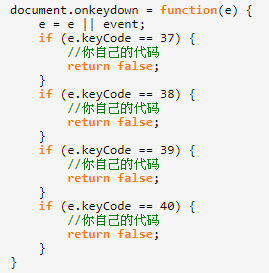 document.onkeydown = function(e) {
    e = e || event;
    if (e.keyCode == 37) {
        //你自己的代码
        return false;
    }
    if (e.keyCode == 38) {
        //你自己的代码
        return false;
    }
    if (e.keyCode == 39) {
        //你自己的代码
        return false;
    }
    if (e.keyCode == 40) {
        //你自己的代码
        return false;
    }
}